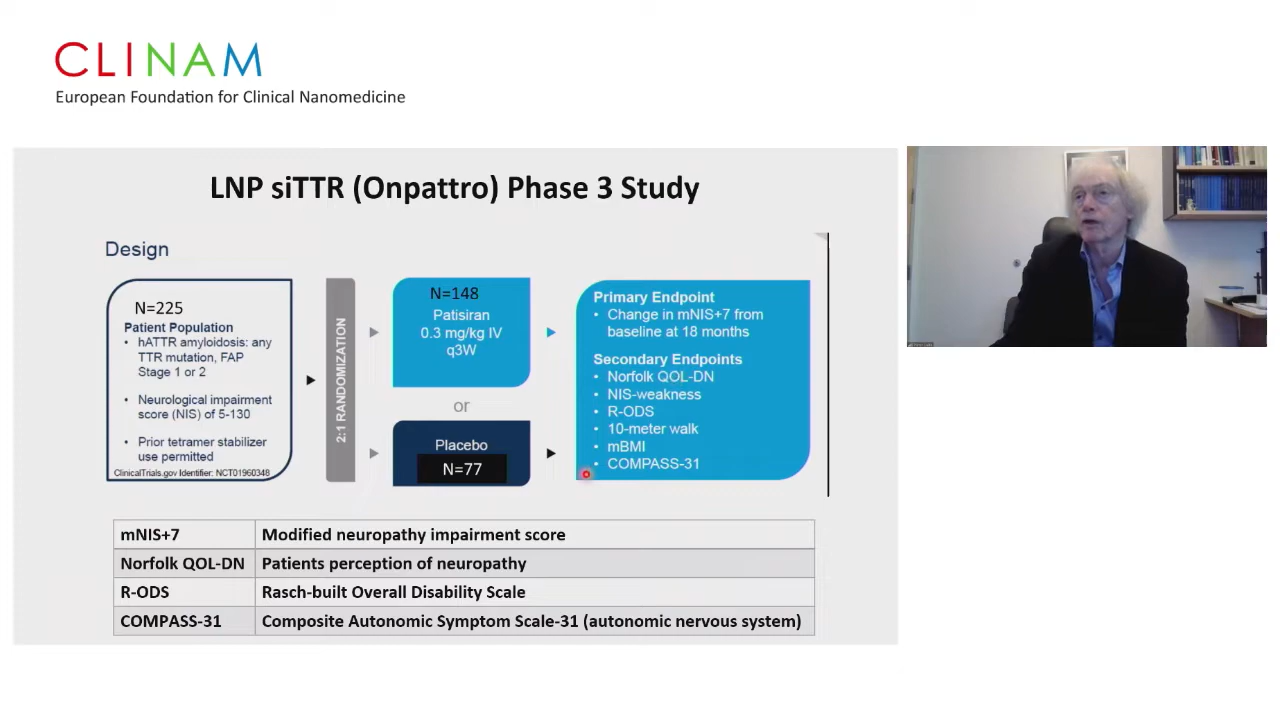 CLINAM
European Foundation for Clinical Nanomedicine
LNP siTTR (Onpattro) Phase 3 Study
Design
N=225
Patient Population
• hATTR amyloidosis: any
TTR mutation, FAP
Stage 1 or 2
• Neurological impairment
score (NIS) of 5-130
• Prior tetramer stabilizer
use permitted
ClinicalTrials.gov Identifier: NCT01960348
2:1 RANDOMIZATION
N=148
Patisiran
0.3 mg/kg IV
q3W
or
Placebo
N=77
Primary Endpoint
• Change in mNIS+7 from
baseline at 18 months
Secondary Endpoints
• Norfolk QOL-DN
• NIS-weakness
• R-ODS
• 10-meter walk
• mBMI
• COMPASS-31
mNIS+7 Modified neuropathy impairment score
Norfolk QOL-DN Patients perception of neuropathy
R-ODS Rasch-built Overall Disability Scale
COMPASS-31 Composite Autonomic Symptom Scale-31 (autonomic nervous system)